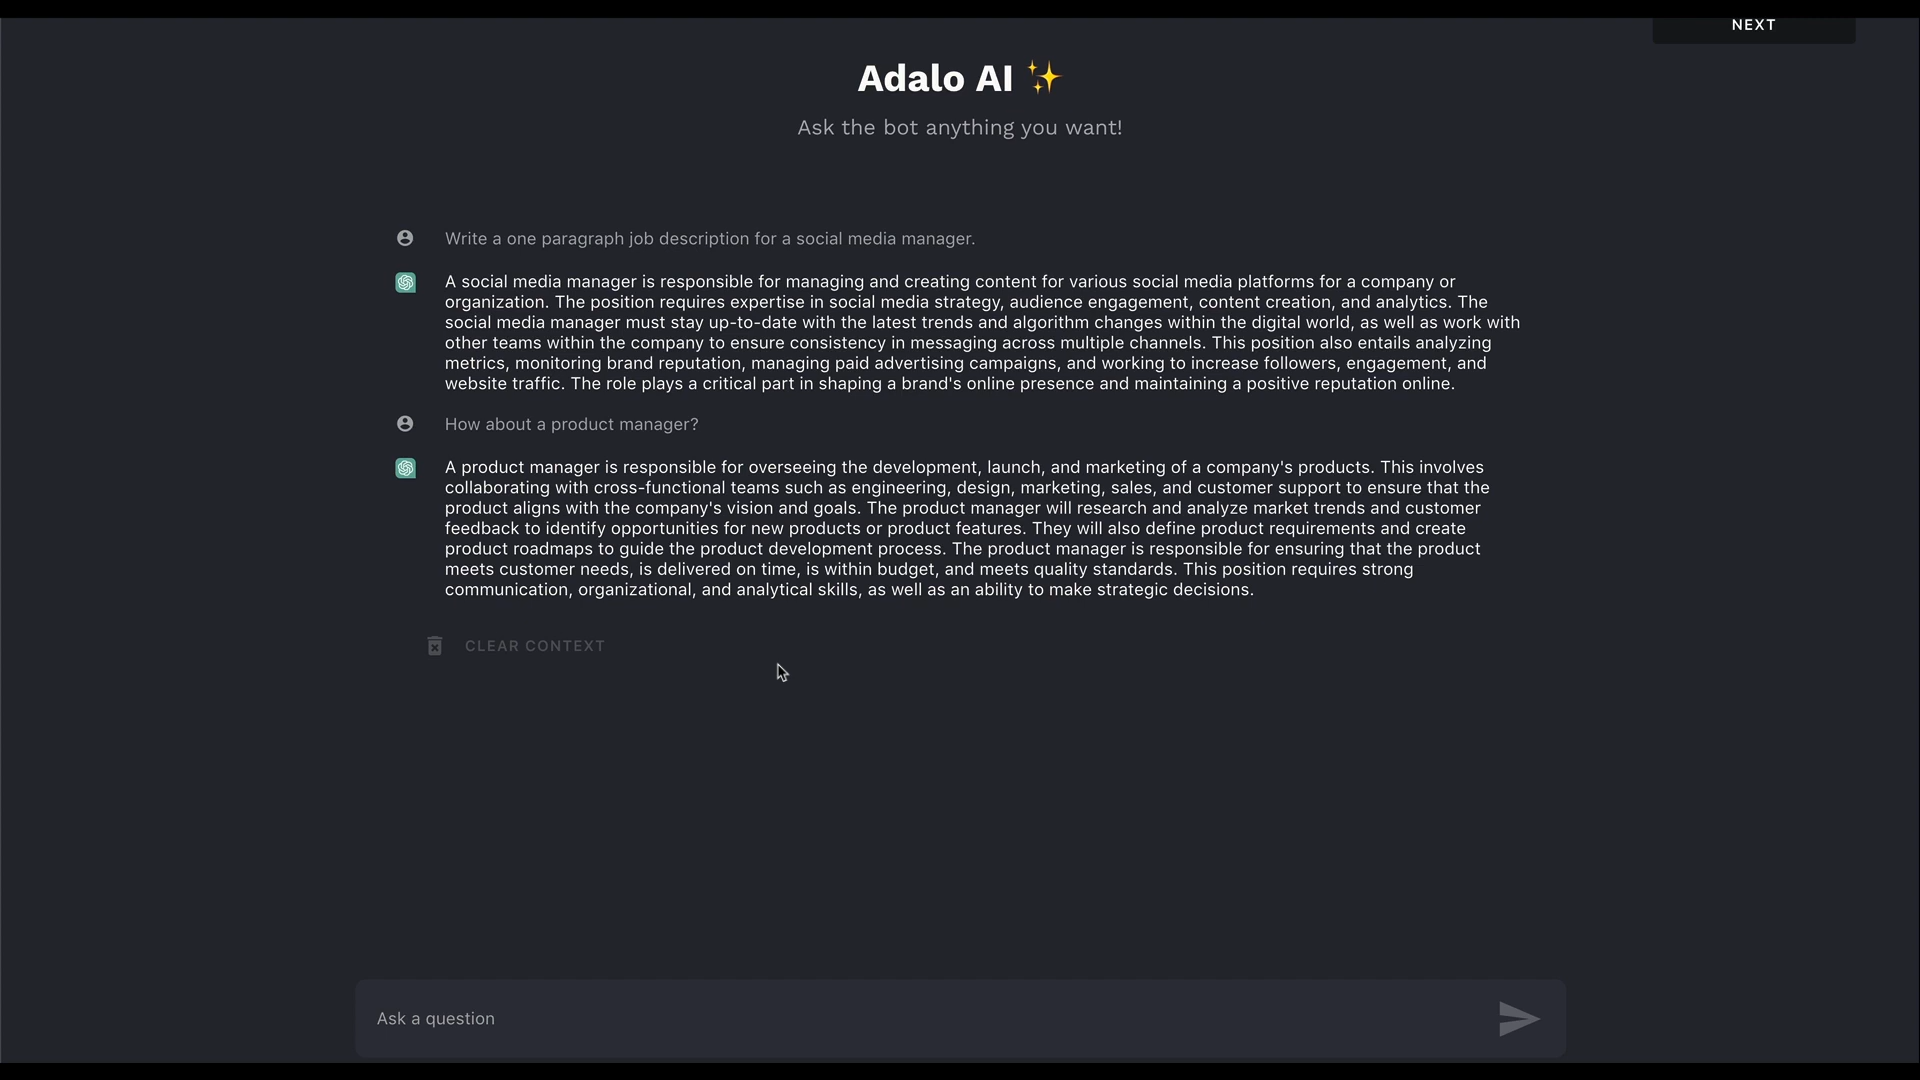 NEXT
Adalo AI ✨
Ask the bot anything you want!
Write a one paragraph job description for a social media manager.
A social media manager is responsible for managing and creating content for various social media platforms for a company or
organization. The position requires expertise in social media strategy, audience engagement, content creation, and analytics. The
social media manager must stay up-to-date with the latest trends and algorithm changes within the digital world, as well as work with
other teams within the company to ensure consistency in messaging across multiple channels. This position also entails analyzing
metrics, monitoring brand reputation, managing paid advertising campaigns, and working to increase followers, engagement, and
website traffic. The role plays a critical part in shaping a brand's online presence and maintaining a positive reputation online.
How about a product manager?
A product manager is responsible for overseeing the development, launch, and marketing of a company's products. This involves
collaborating with cross-functional teams such as engineering, design, marketing, sales, and customer support to ensure that the
product aligns with the company's vision and goals. The product manager will research and analyze market trends and customer
feedback to identify opportunities for new products or product features. They will also define product requirements and create
product roadmaps to guide the product development process. The product manager is responsible for ensuring that the product
meets customer needs, is delivered on time, is within budget, and meets quality standards. This position requires strong
communication, organizational, and analytical skills, as well as an ability to make strategic decisions.
CLEAR CONTEXT
Ask a question